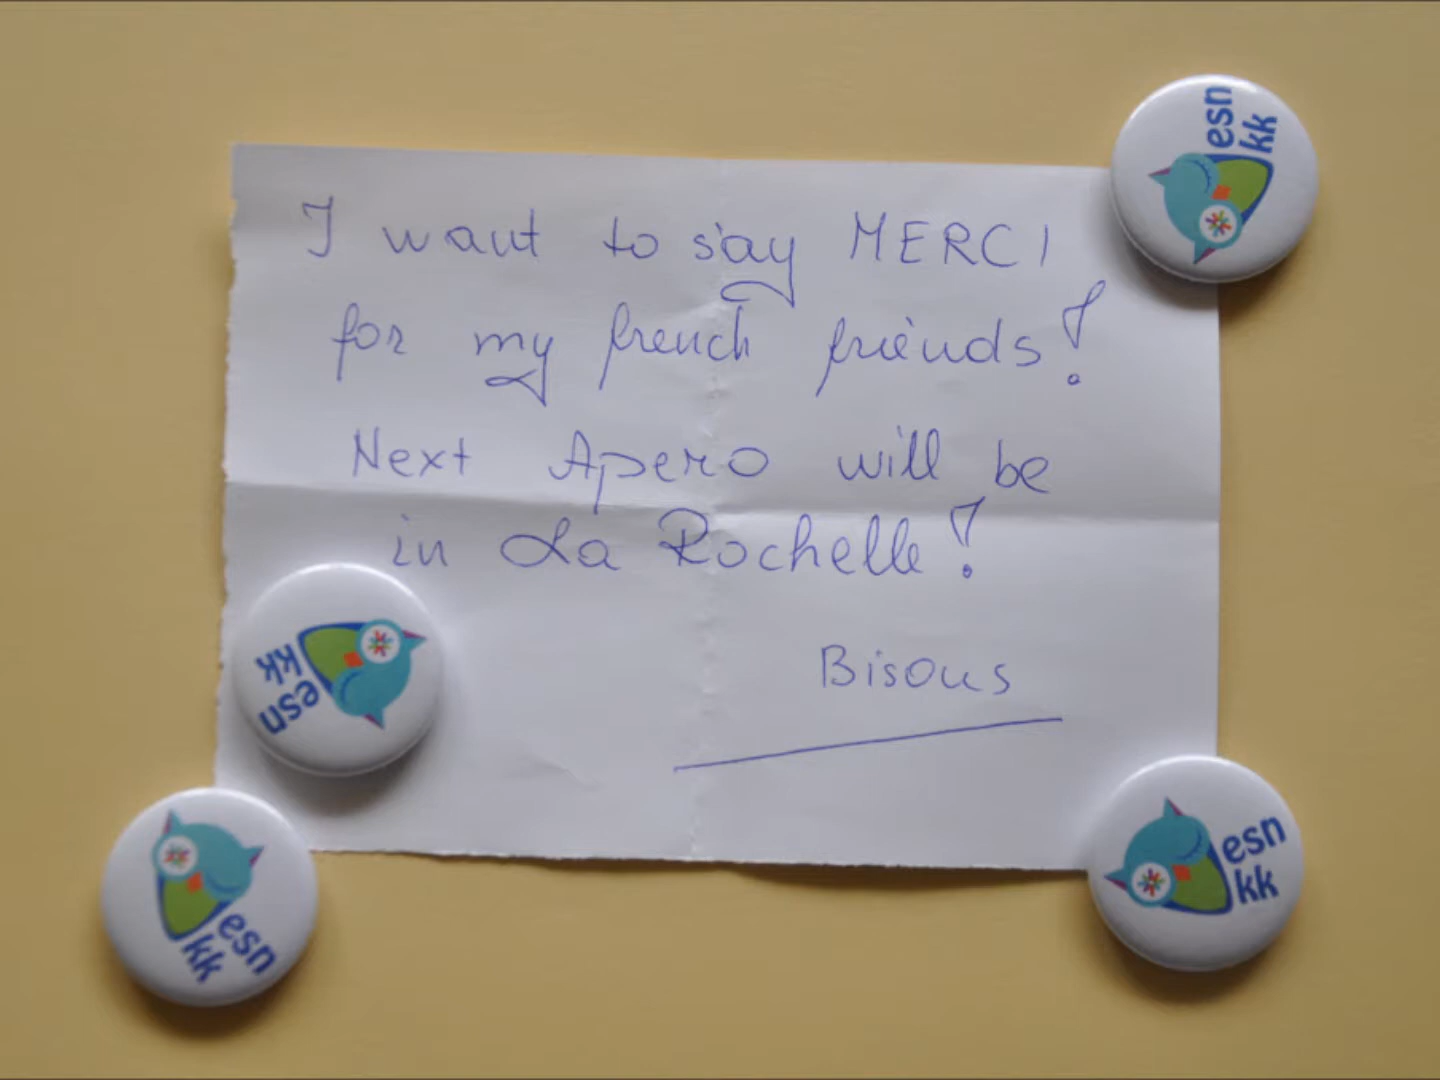 I want to say MERCI
for my french friends!
Next Apero will be
in La Rochelle!
Bisous
esn
kk
esn
kk
esn
kk
esn
kk